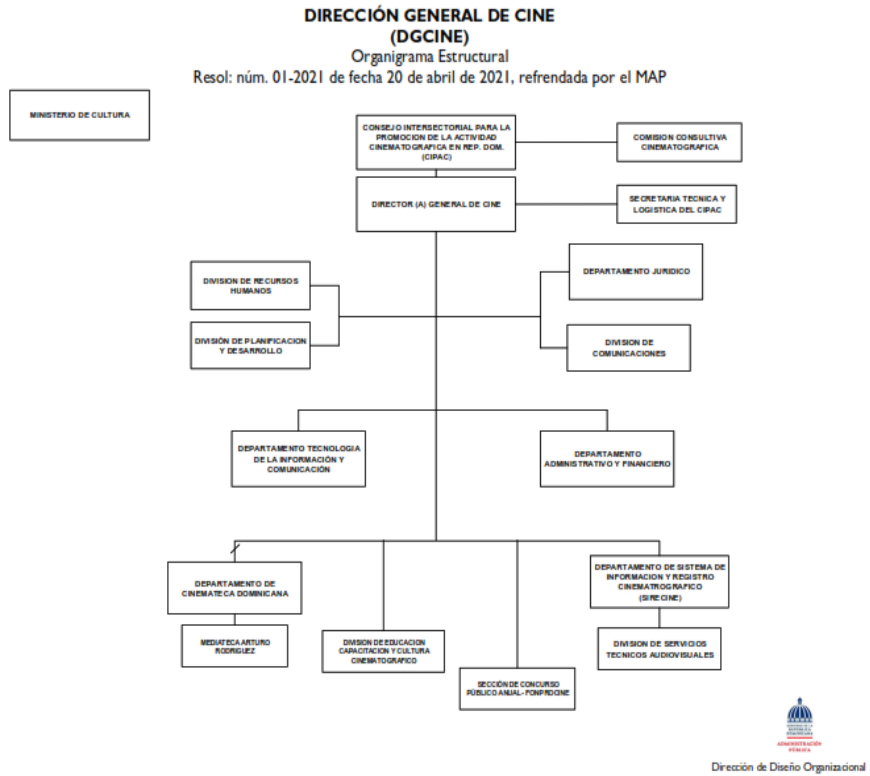 DIRECCIÓN GENERAL DE CINE
(DGCINE)
Organigrama Estructural
Resol: núm. 01-2021 de fecha 20 de abril de 2021, refrendada por el MAP
MINISTERIO DE CULTURA
CONSEJO INTERSECTORIAL PARA LA
PROMOCION DE LA ACTIVIDAD
CINEMATOGRAFICA EN REP. DOM.
(CIPAC)
COMISION CONSULTIVA
CINEMATOGRAFICA
DIRECTOR (A) GENERAL DE CINE
SECRETARIA TECNICA Y
LOGISTICA DEL CIPAC
DIVISION DE RECURSOS
HUMANOS
DEPARTAMENTO JURIDICO
DIVISIÓN DE PLANIFICACION
Y DESARROLLO
DIVISION DE
COMUNICACIONES
DEPARTAMENTO TECNOLOGIA
DE LA INFORMACIÓN Y
COMUNICACIÓN
DEPARTAMENTO
ADMINISTRATIVO Y FINANCIERO
DEPARTAMENTO DE
CINEMATECA DOMINICANA
DEPARTAMENTO DE SISTEMA DE
INFORMACION Y REGISTRO
CINEMATROGRAFICO
(SIRECINE)
MEDIATECA ARTURO
RODRIGUEZ
DIVISION DE EDUCACION
CAPACITACION Y CULTURA
CINEMATOGRAFICO
DIVISION DE SERVICIOS
TECNICOS AUDIOVISUALES
SECCIÓN DE CONCURSO
PÚBLICO ANUAL- FONPROCINE
REPÚBLICA
DOMINICANA
ADMINISTRACIÓN
PÚBLICA
Dirección de Diseño Organizacional